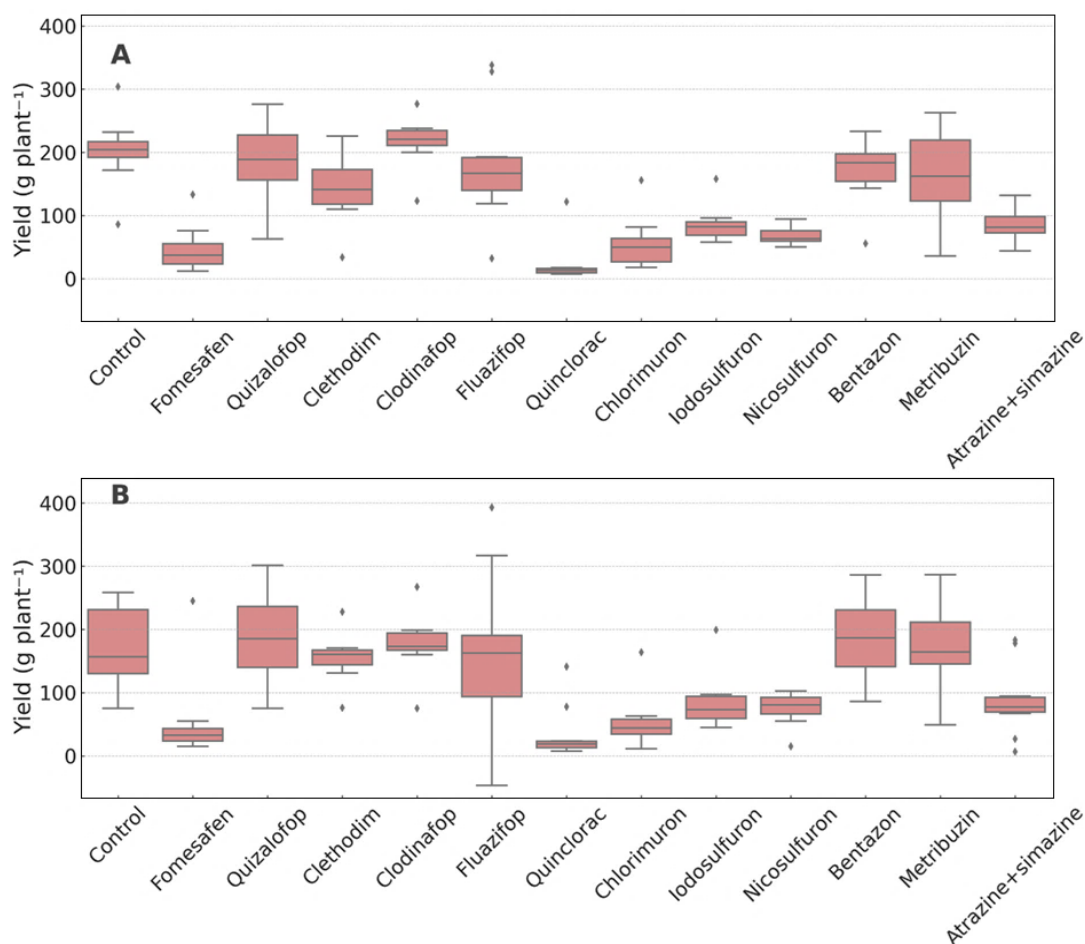 A
Yield (g plant⁻¹)
400
300
200
100
0
Control
Fomesafen
Quizalofop
Clethodim
Clodinafop
Fluazifop
Quinclorac
Chlorimuron
Iodosulfuron
Nicosulfuron
Bentazon
Metribuzin
Atrazine+simazine
B
Yield (g plant⁻¹)
400
300
200
100
0
Control
Fomesafen
Quizalofop
Clethodim
Clodinafop
Fluazifop
Quinclorac
Chlorimuron
Iodosulfuron
Nicosulfuron
Bentazon
Metribuzin
Atrazine+simazine